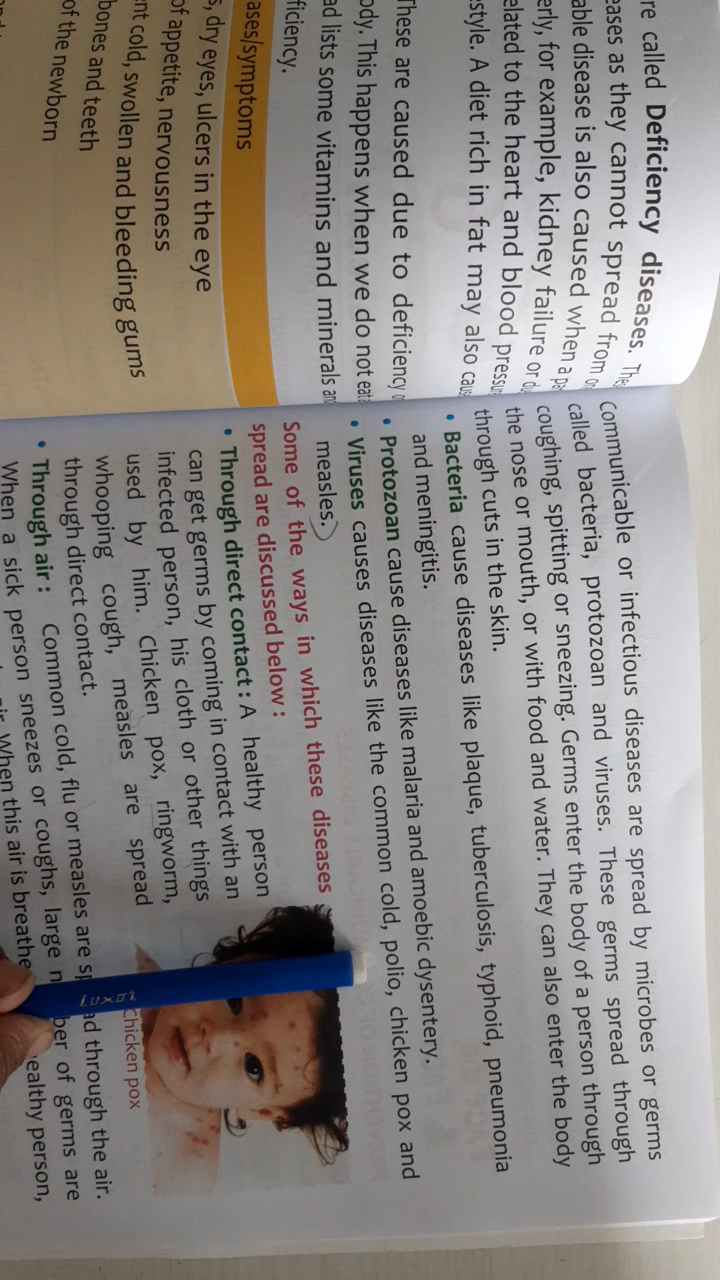 re called Deficiency diseases.
eases as they cannot spread from
able disease is also caused when a
erly, for example, kidney failure or
elated to the heart and blood
style. A diet rich in fat may also
These are caused due to deficiency
ody. This happens when we do not
ad lists some vitamins and minerals
ficiency.
ases/symptoms
s, dry eyes, ulcers in the eye
of appetite, nervousness
nt cold, swollen and bleeding gums
bones and teeth
of the newborn
Communicable or infectious diseases are spread by microbes or germs
called bacteria, protozoan and viruses. These germs spread through
coughing, spitting or sneezing. Germs enter the body of a person through
the nose or mouth, or with food and water. They can also enter the body
through cuts in the skin.
• Bacteria cause diseases like plaque, tuberculosis, typhoid, pneumonia
and meningitis.
• Protozoan cause diseases like malaria and amoebic dysentery.
• Viruses causes diseases like the common cold, polio, chicken pox and
measles.
Some of the ways in which these diseases
spread are discussed below :
• Through direct contact : A healthy person
can get germs by coming in contact with an
infected person, his cloth or other things
used by him. Chicken pox, ringworm,
whooping cough, measles are spread
through direct contact.
Chicken pox
• Through air : Common cold, flu or measles are through the air.
When a sick person sneezes or coughs, large of germs are
When this air is healthy person,